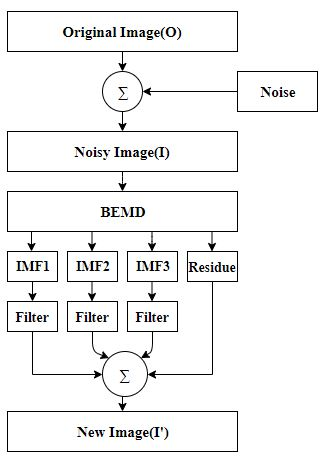 Original Image(O)
∑
Noise
Noisy Image(I)
BEMD
IMF1 IMF2 IMF3 Residue
Filter Filter Filter
∑
New Image(I')